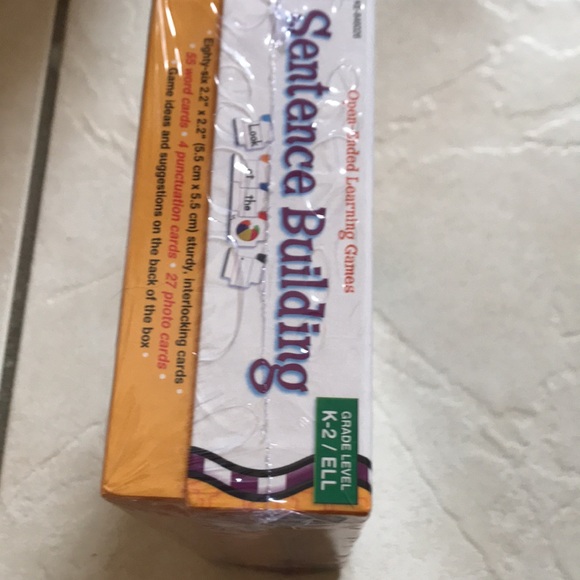 Open-Ended Learning Games
Sentence Building
Look at the
GRADE LEVEL
K-2 / ELL
Eighty-six 2.2" x 2.2" (5.5 cm x 5.5 cm) sturdy, interlocking cards •
• 55 word cards • 4 punctuation cards • 27 photo cards •
Game ideas and suggestions on the back of the box •